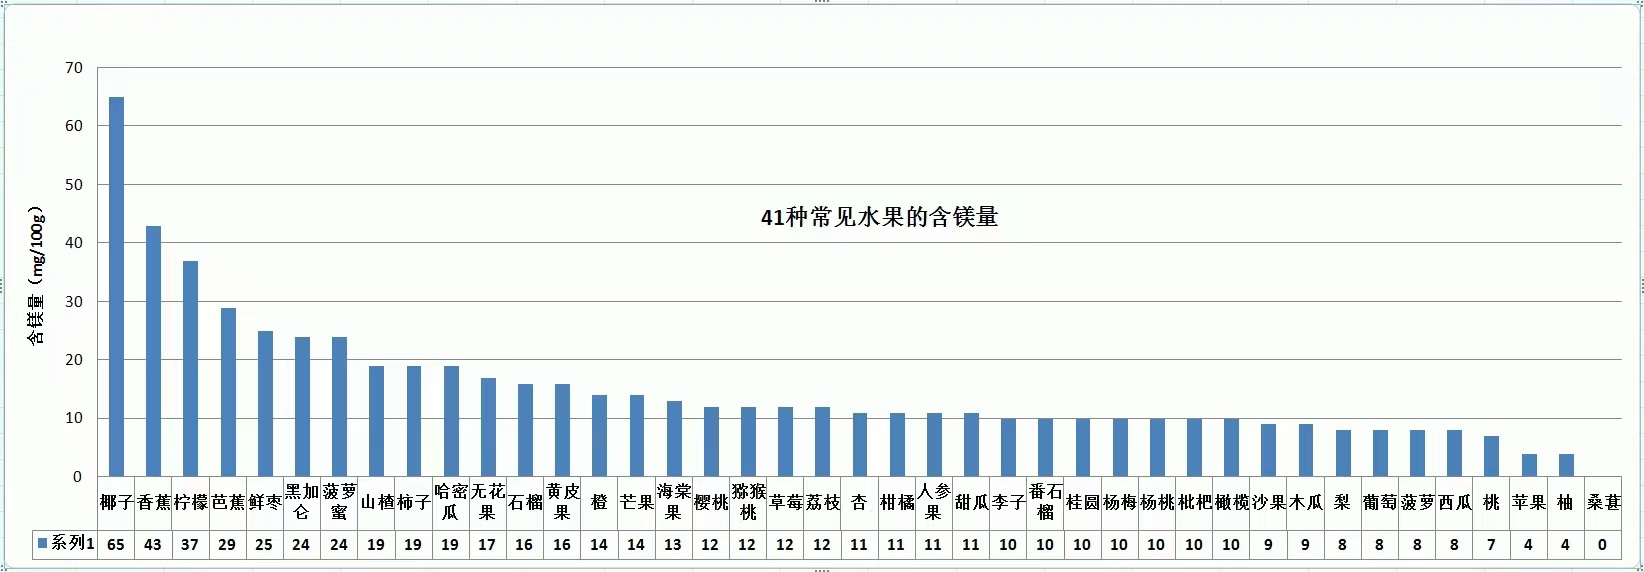 70
60
50
40
30
20
10
0
含镁量（mg/100g）
41种常见水果的含镁量
椰子 香蕉 柠檬 芭蕉 鲜枣 黑加仑 菠萝蜜 山楂 柿子 哈密瓜 无花果 石榴 黄皮果 橙 芒果 海棠果 樱桃 猕猴桃 草莓 荔枝 杏 柑橘 人参果 甜瓜 李子 番石榴 桂圆 杨梅 杨桃 枇杷 橄榄 沙果 木瓜 梨 葡萄 菠萝 西瓜 桃 苹果 柚 桑葚
系列1 65 43 37 29 25 24 24 19 19 19 17 16 16 14 14 13 12 12 12 12 11 11 11 11 10 10 10 10 10 10 10 9 9 8 8 8 8 7 4 4 0